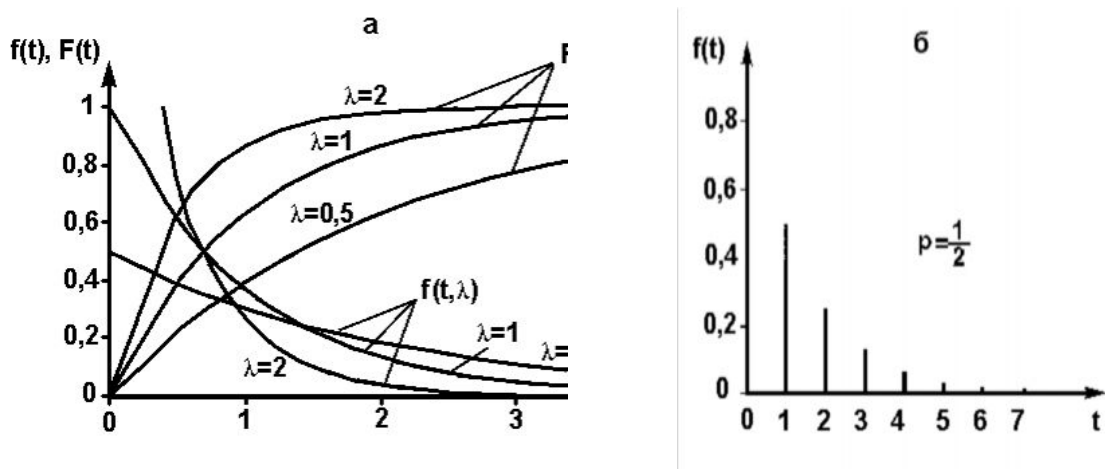 а
f(t), F(t)
F
1
λ=2
λ=1
0,8
0,6
λ=0,5
0,4
f(t,λ)
0,2
λ=1
λ=
λ=2
0
0 1 2 3
б
f(t)
0,8
0,6
p=1/2
0,4
0,2
0
0 1 2 3 4 5 6 7 t